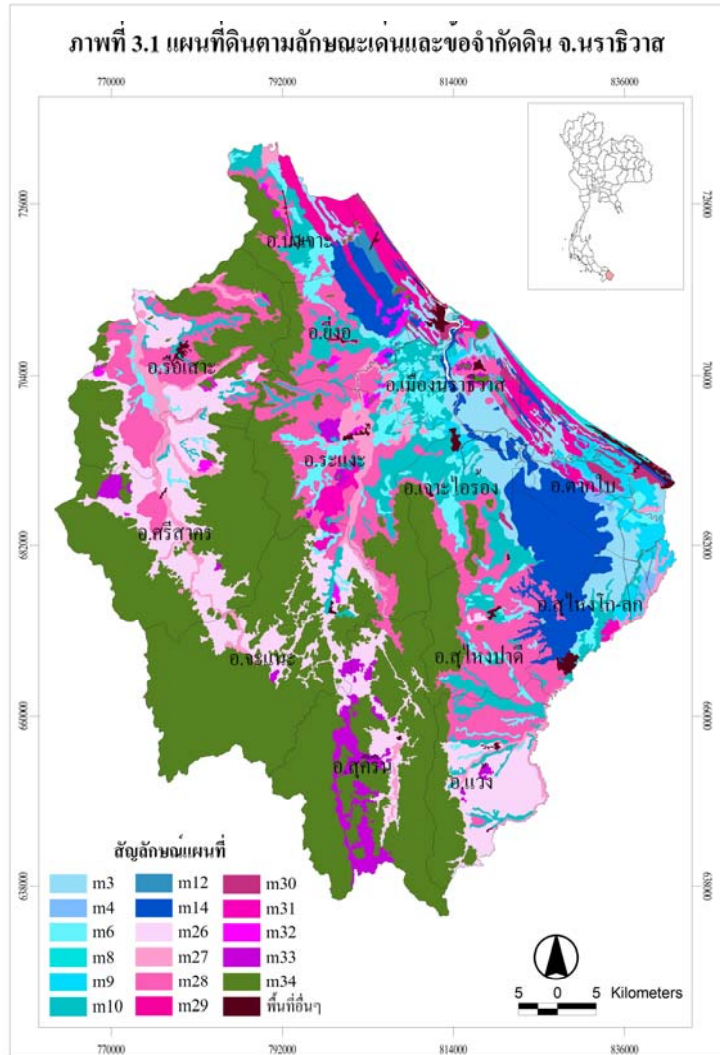 ภาพที่ 3.1 แผนที่ดินตามลักษณะเด่นและข้อจำกัดดิน จ.นราธิวาส
770000 792000 814000 836000
726000 726000
704000 704000
682000 682000
660000 660000
638000 638000
อ.บาเจาะ
อ.ยี่งอ
อ.รือเสาะ
อ.เมืองนราธิวาส
อ.ระแงะ
อ.เจาะไอร้อง
อ.ตากใบ
อ.ศรีสาคร
อ.สุไหงโก-ลก
อ.จะแนะ
อ.สุไหงปาดี
อ.สุคิริน
อ.แว้ง
สัญลักษณ์แผนที่
m3 m12 m30
m4 m14 m31
m6 m26 m32
m8 m27 m33
m9 m28 m34
m10 m29 พื้นที่อื่นๆ
5 0 5 Kilometers
770000 792000 814000 836000